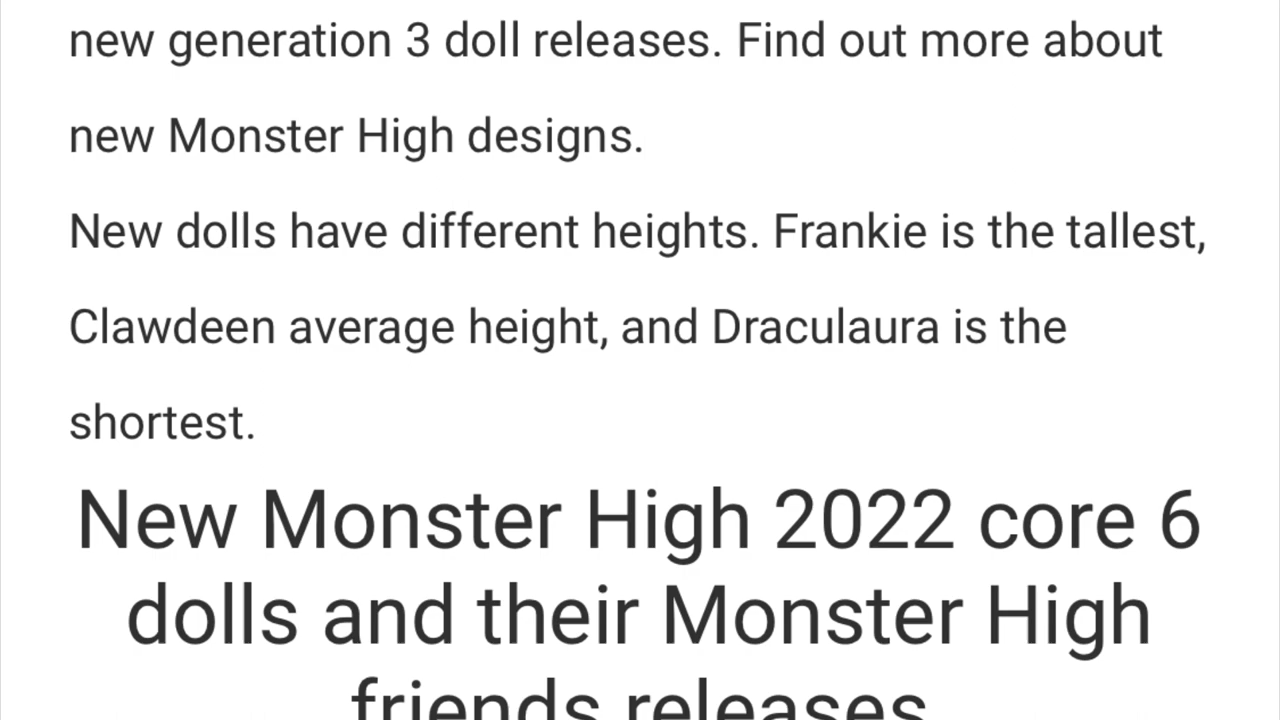 new generation 3 doll releases. Find out more about
new Monster High designs.
New dolls have different heights. Frankie is the tallest,
Clawdeen average height, and Draculaura is the
shortest.
New Monster High 2022 core 6
dolls and their Monster High
friends releases